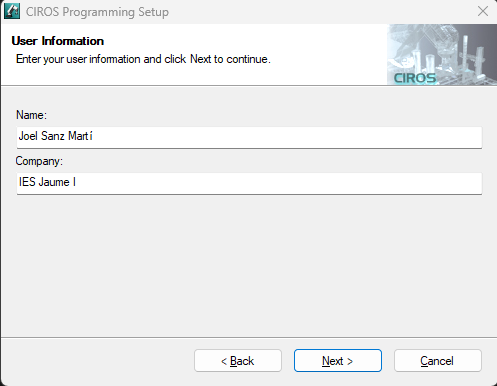 CIROS Programming Setup
User Information
Enter your user information and click Next to continue.
CIROS
Name:
Joel Sanz Martí
Company:
IES Jaume I
< Back
Next >
Cancel